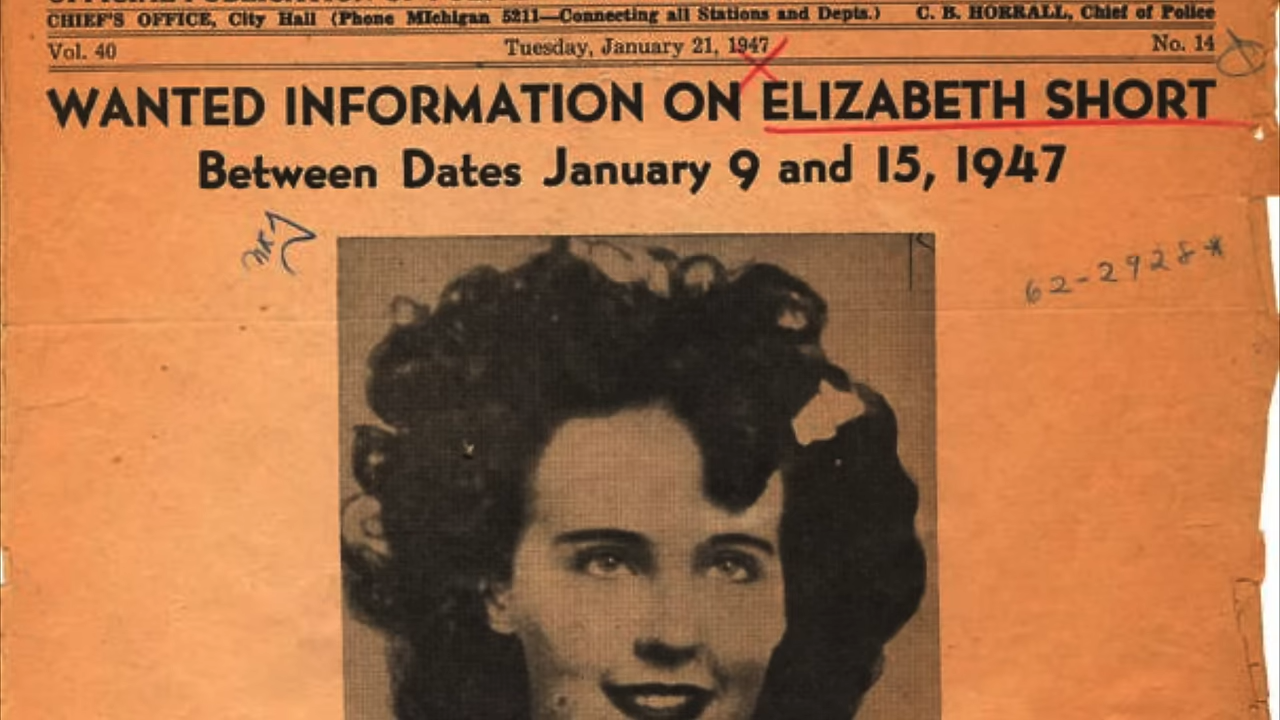 CHIEF'S OFFICE, City Hall (Phone MIchigan 5211—Connecting all Stations and Depts.) C. B. HORRALL, Chief of Police
Vol. 40 Tuesday, January 21, 1947 No. 14
WANTED INFORMATION ON ELIZABETH SHORT
Between Dates January 9 and 15, 1947
62-2928*